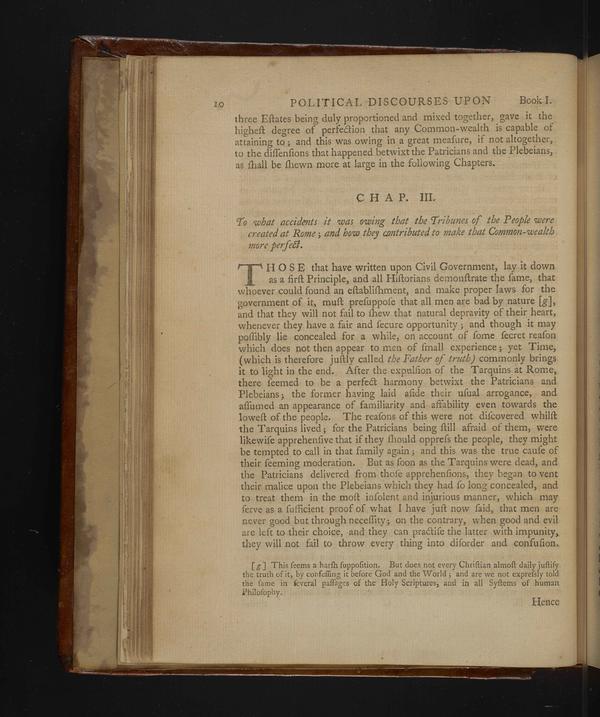 20 POLITICAL DISCOURSES UPON Book I.
three Eſtates being duly proportioned and mixed together, gave it the
higheſt degree of perfection that any Common-wealth is capable of
attaining to; and this was owing in a great meaſure, if not altogether,
to the diſſenſions that happened betwixt the Patricians and the Plebeians,
as ſhall be ſhewn more at large in the following Chapters.
CHAP. III.
To what accidents it was owing that the Tribunes of the People were
created at Rome; and how they contributed to make that Common-wealth
more perfect.
THOSE that have written upon Civil Government, lay it down
as a firſt Principle, and all Hiſtorians demonſtrate the ſame, that
whoever could found an eſtabliſhment, and make proper laws for the
government of it, muſt preſuppoſe that all men are bad by nature [g],
and that they will not fail to ſhew that natural depravity of their heart,
whenever they have a fair and ſecure opportunity; and though it may
poſſibly lie concealed for a while, on account of ſome ſecret reaſon
which does not then appear to men of ſmall experience; yet Time,
(which is therefore juſtly called the Father of truth) commonly brings
it to light in the end. After the expulſion of the Tarquins at Rome,
there ſeemed to be a perfect harmony betwixt the Patricians and
Plebeians; the former having laid aſide their uſual arrogance, and
aſſumed an appearance of familiarity and affability even towards the
loweſt of the people. The reaſons of this were not diſcovered whilſt
the Tarquins lived; for the Patricians being ſtill afraid of them, were
likewiſe apprehenſive that if they ſhould oppreſs the people, they might
be tempted to call in that family again; and this was the true cauſe of
their ſeeming moderation. But as ſoon as the Tarquins were dead, and
the Patricians delivered from thoſe apprehenſions, they began to vent
their malice upon the Plebeians which they had ſo long concealed, and
to treat them in the moſt inſolent and injurious manner, which may
ſerve as a ſufficient proof of what I have juſt now ſaid, that men are
never good but through neceſſity; on the contrary, when good and evil
are left to their choice, and they can practiſe the latter with impunity,
they will not fail to throw every thing into diſorder and confuſion.
[g] This ſeems a harſh ſuppoſition. But does not every Chriſtian almoſt daily juſtify
the truth of it, by confeſſing it before God and the World; and are we not expreſsly told
the ſame in ſeveral paſſages of the Holy Scriptures, and in all Syſtems of human
Philoſophy.
Hence